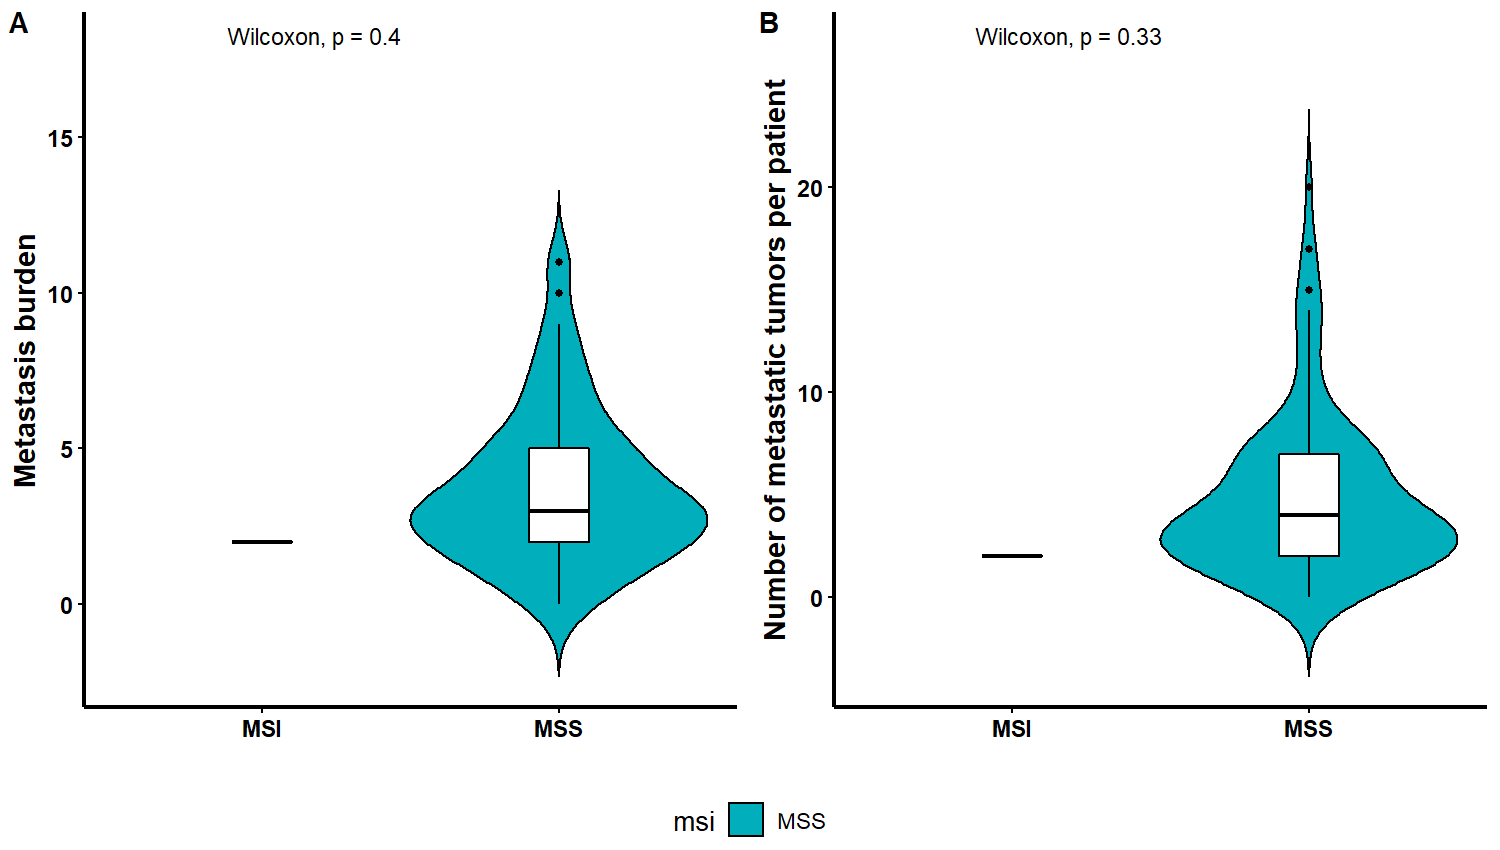 A
Wilcoxon, p = 0.4
Metastasis burden
15
10
5
0
MSI
MSS
B
Wilcoxon, p = 0.33
Number of metastatic tumors per patient
20
10
0
MSI
MSS
msi
MSS